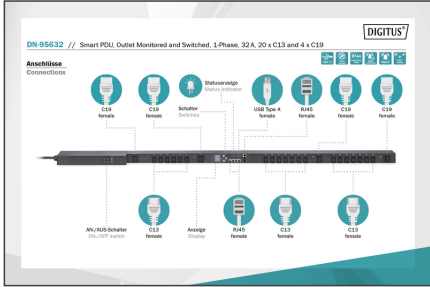 DIGITUS®
DN-95632 // Smart PDU, Outlet Monitored and Switched, 1-Phase, 32 A, 20 x C13 and 4 x C19
Anschlüsse
Connections
C19
female
C19
female
Statusanzeige
Status indicator
Schalter
Switches
USB Type A
female
RJ45
female
C19
female
C19
female
AN-/AUS-Schalter
ON-/OFF switch
C13
female
Anzeige
Display
RJ45
female
C13
female
C13
female